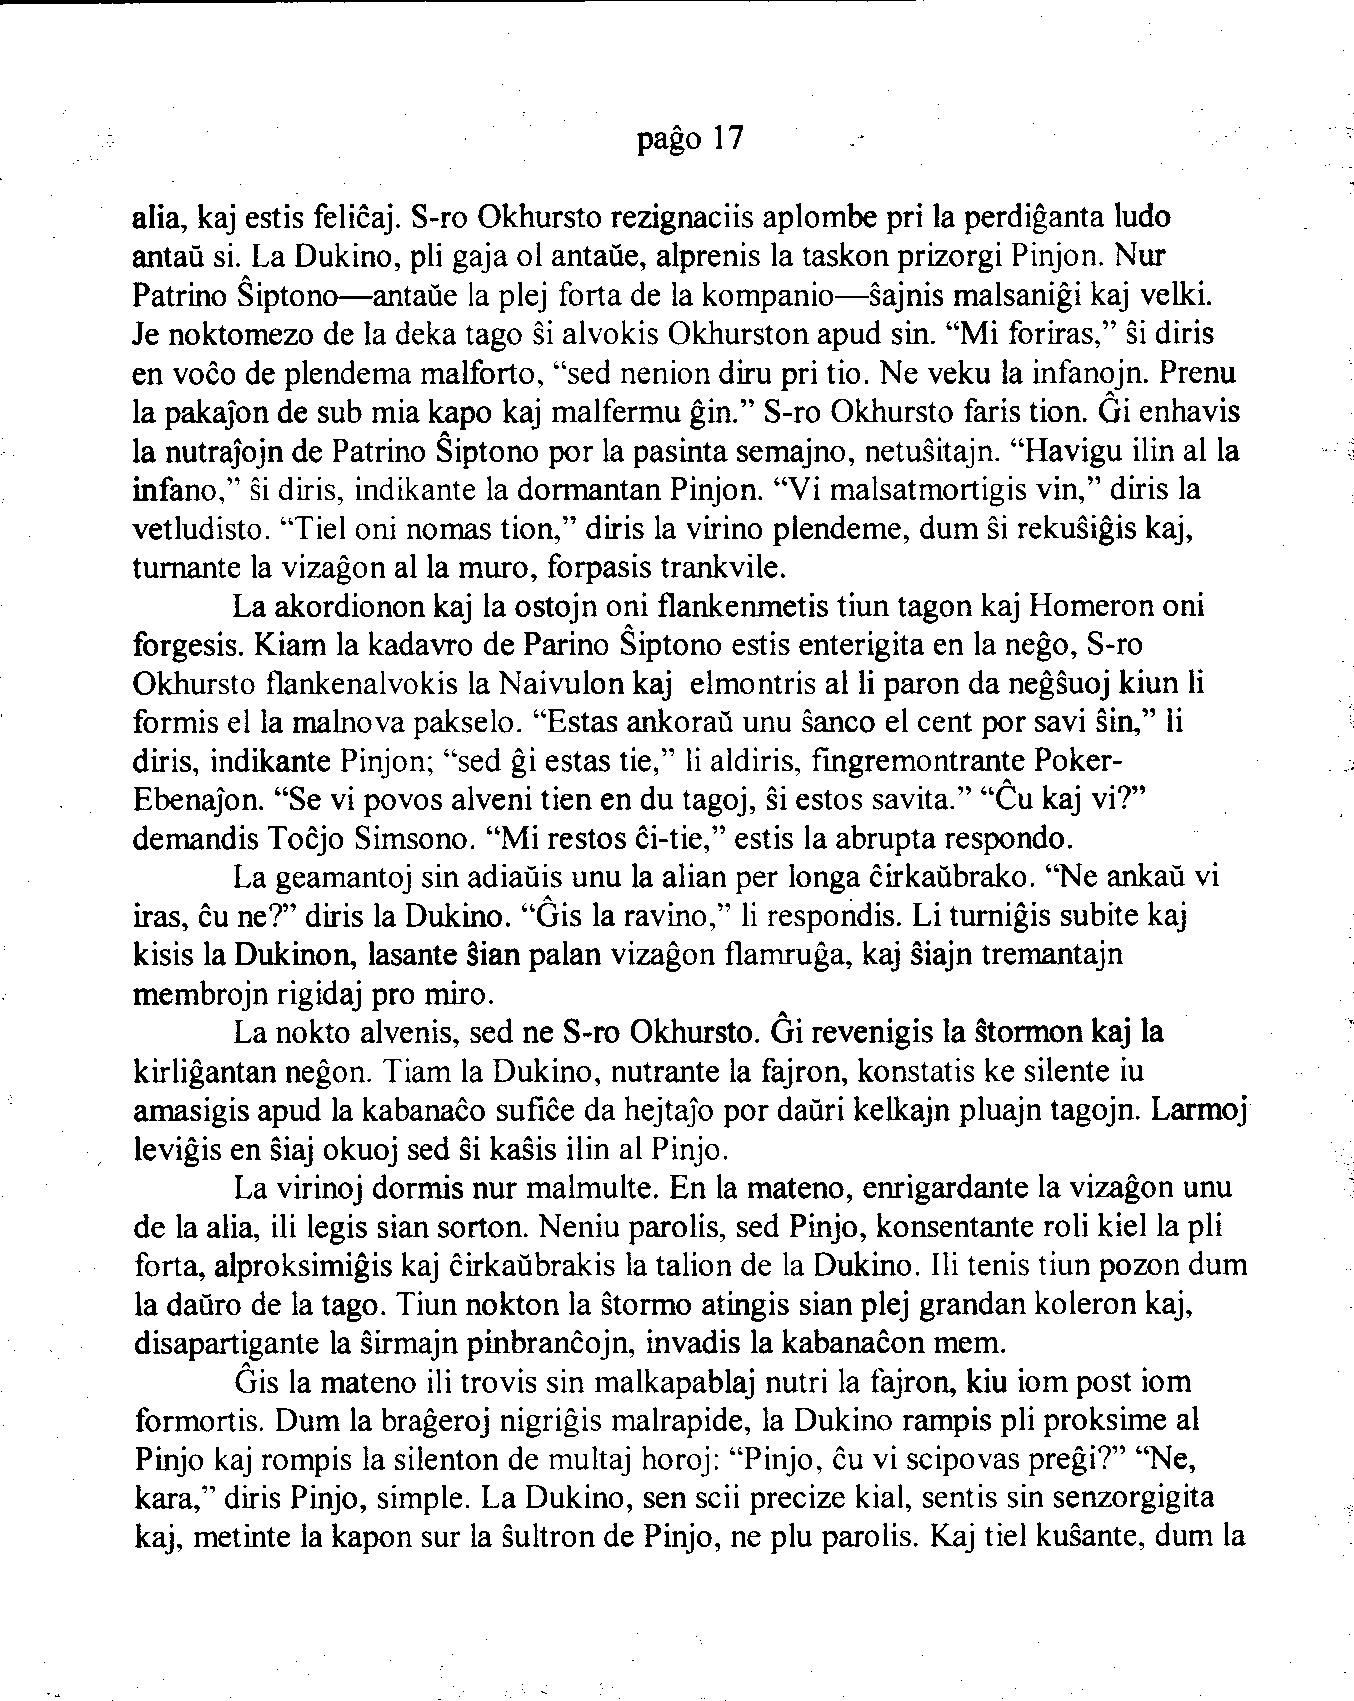 paĝo 17
alia, kaj estis feliĉaj. S-ro Okhursto rezignaciis aplombe pri la perdiĝanta ludo
antaŭ si. La Dukino, pli gaja ol antaŭe, alprenis la taskon prizorgi Pinjon. Nur
Patrino Ŝiptono—antaŭe la plej forta de la kompanio—ŝajnis malsaniĝi kaj velki.
Je noktomezo de la deka tago ŝi alvokis Okhurston apud sin. “Mi foriras,” ŝi diris
en voĉo de plendema malforto, “sed nenion diru pri tio. Ne veku la infanojn. Prenu
la pakaĵon de sub mia kapo kaj malfermu ĝin.” S-ro Okhursto faris tion. Ĝi enhavis
la nutraĵojn de Patrino Ŝiptono por la pasinta semajno, netuŝitajn. “Havigu ilin al la
infano,” ŝi diris, indikante la dormantan Pinjon. “Vi malsatmortigis vin,” diris la
vetludisto. “Tiel oni nomas tion,” diris la virino plendeme, dum ŝi rekuŝiĝis kaj,
turnante la vizaĝon al la muro, forpasis trankvile.
La akordionon kaj la ostojn oni flankenmetis tiun tagon kaj Homeron oni
forgesis. Kiam la kadavro de Parino Ŝiptono estis enterigita en la neĝo, S-ro
Okhursto flankenalvokis la Naivulon kaj elmontris al li paron da neĝŝuoj kiun li
formis el la malnova pakselo. “Estas ankoraŭ unu ŝanco el cent por savi ŝin,” li
diris, indikante Pinjon; “sed ĝi estas tie,” li aldiris, fingremontrante Poker-
Ebenaĵon. “Se vi povos alveni tien en du tagoj, ŝi estos savita.” “Ĉu kaj vi?”
demandis Toĉjo Simsono. “Mi restos ĉi-tie,” estis la abrupta respondo.
La geamantoj sin adiaŭis unu la alian per longa ĉirkaŭbrako. “Ne ankaŭ vi
iras, ĉu ne?” diris la Dukino. “Ĝis la ravino,” li respondis. Li turniĝis subite kaj
kisis la Dukinon, lasante ŝian palan vizaĝon flamruĝa, kaj ŝiajn tremantajn
membrojn rigidaj pro miro.
La nokto alvenis, sed ne S-ro Okhursto. Ĝi revenigis la ŝtormon kaj la
kirliĝantan neĝon. Tiam la Dukino, nutrante la fajron, konstatis ke silente iu
amasigis apud la kabanaĉo sufiĉe da hejtaĵo por daŭri kelkajn pluajn tagojn. Larmoj
leviĝis en ŝiaj okuoj sed ŝi kaŝis ilin al Pinjo.
La virinoj dormis nur malmulte. En la mateno, enrigardante la vizaĝon unu
de la alia, ili legis sian sorton. Neniu parolis, sed Pinjo, konsentante roli kiel la pli
forta, alproksimiĝis kaj ĉirkaŭbrakis la talion de la Dukino. Ili tenis tiun pozon dum
la daŭro de la tago. Tiun nokton la ŝtormo atingis sian plej grandan koleron kaj,
disapartigante la ŝirmajn pinbranĉojn, invadis la kabanaĉon mem.
Ĝis la mateno ili trovis sin malkapablaj nutri la fajron, kiu iom post iom
formortis. Dum la braĝeroj nigriĝis malrapide, la Dukino rampis pli proksime al
Pinjo kaj rompis la silenton de multaj horoj: “Pinjo, ĉu vi scipovas preĝi?” “Ne,
kara,” diris Pinjo, simple. La Dukino, sen scii precize kial, sentis sin senzorgigita
kaj, metinte la kapon sur la ŝultron de Pinjo, ne plu parolis. Kaj tiel kuŝante, dum la